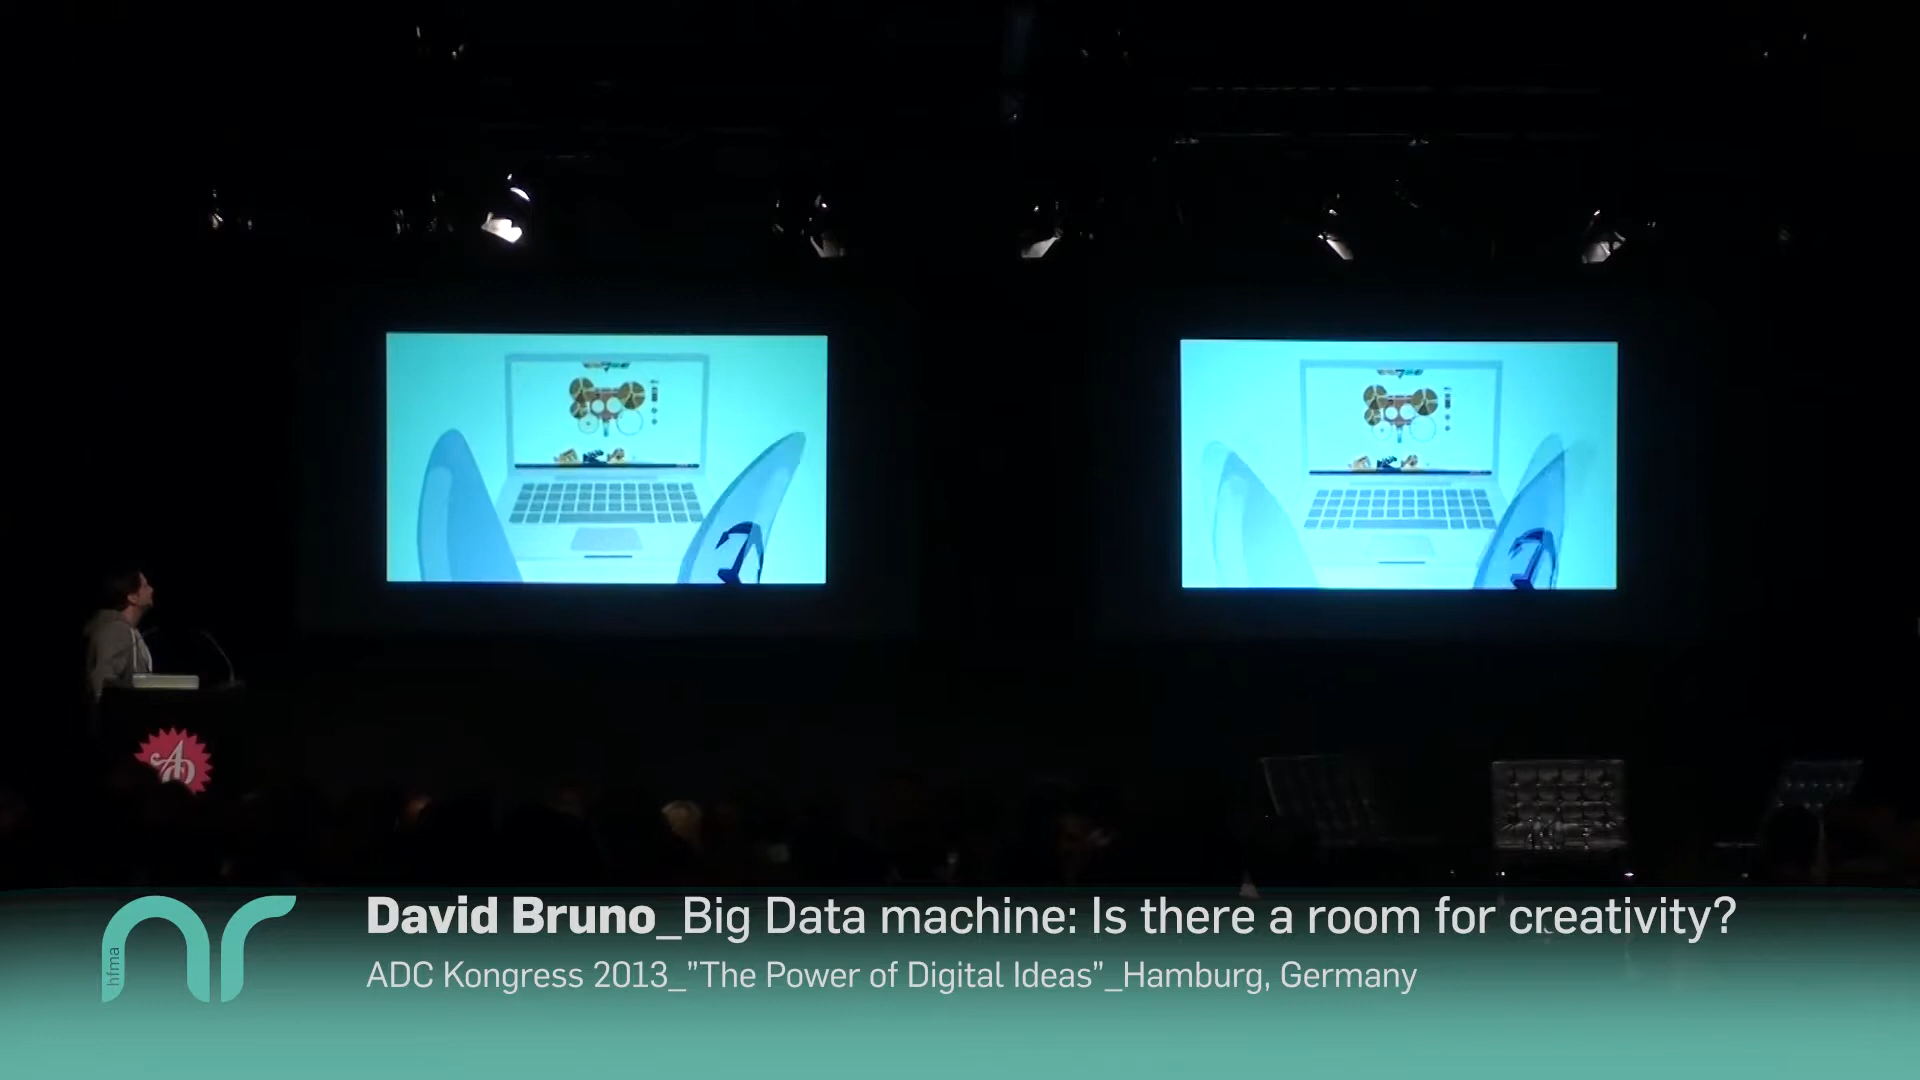 David Bruno_Big Data machine: Is there a room for creativity?
ADC Kongress 2013_"The Power of Digital Ideas"_Hamburg, Germany
hfma